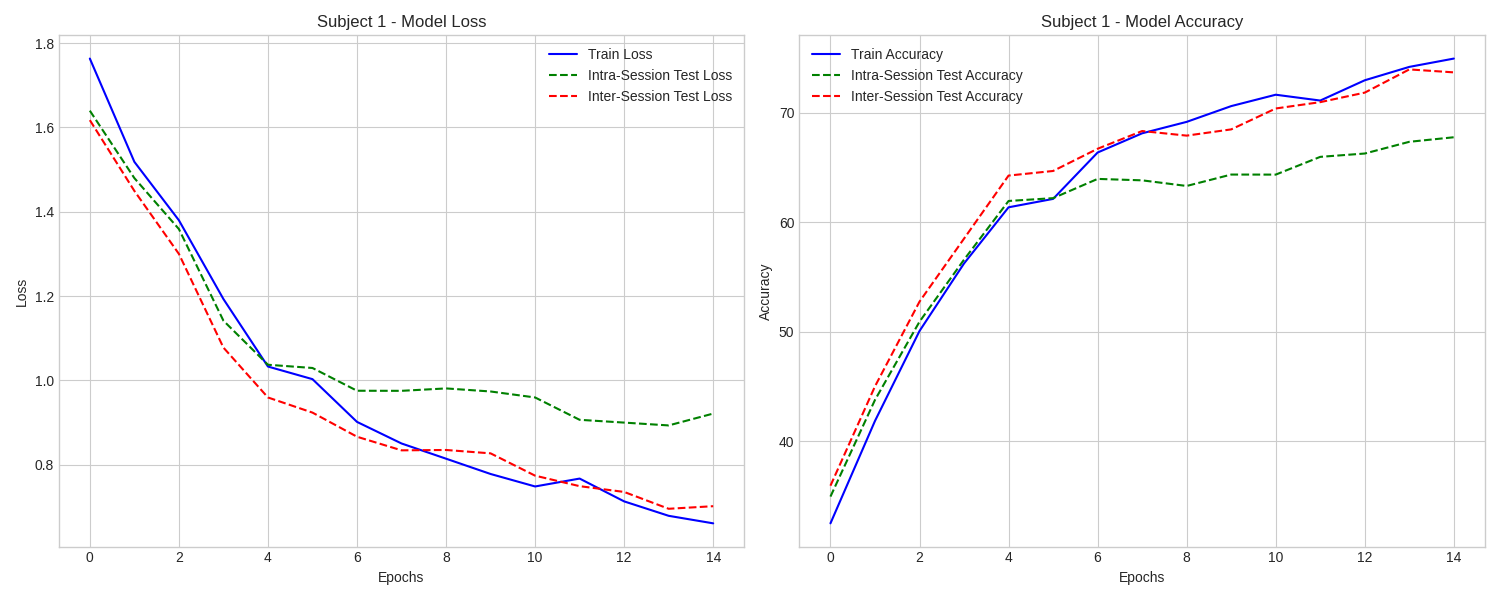 Subject 1 - Model Loss
1.8
1.6
1.4
1.2
1.0
0.8
Loss
Train Loss
Intra-Session Test Loss
Inter-Session Test Loss
0 2 4 6 8 10 12 14
Epochs
Subject 1 - Model Accuracy
70
60
50
40
Accuracy
Train Accuracy
Intra-Session Test Accuracy
Inter-Session Test Accuracy
0 2 4 6 8 10 12 14
Epochs